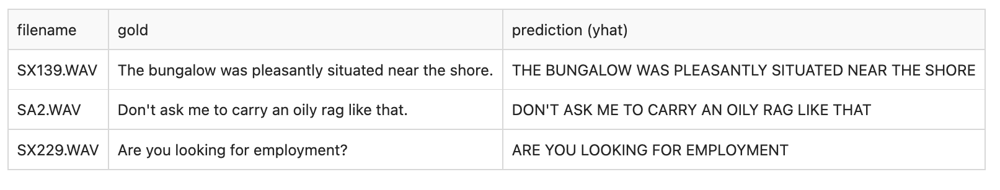 filename gold prediction (yhat)
SX139.WAV The bungalow was pleasantly situated near the shore. THE BUNGALOW WAS PLEASANTLY SITUATED NEAR THE SHORE
SA2.WAV Don't ask me to carry an oily rag like that. DON'T ASK ME TO CARRY AN OILY RAG LIKE THAT
SX229.WAV Are you looking for employment? ARE YOU LOOKING FOR EMPLOYMENT